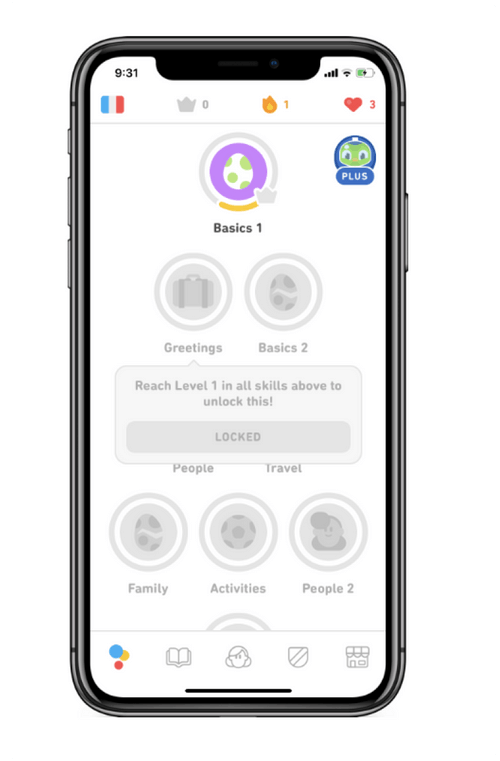 9:31
0
1
3
PLUS
Basics 1
Greetings
Basics 2
Reach Level 1 in all skills above to
unlock this!
LOCKED
People
Travel
Family
Activities
People 2